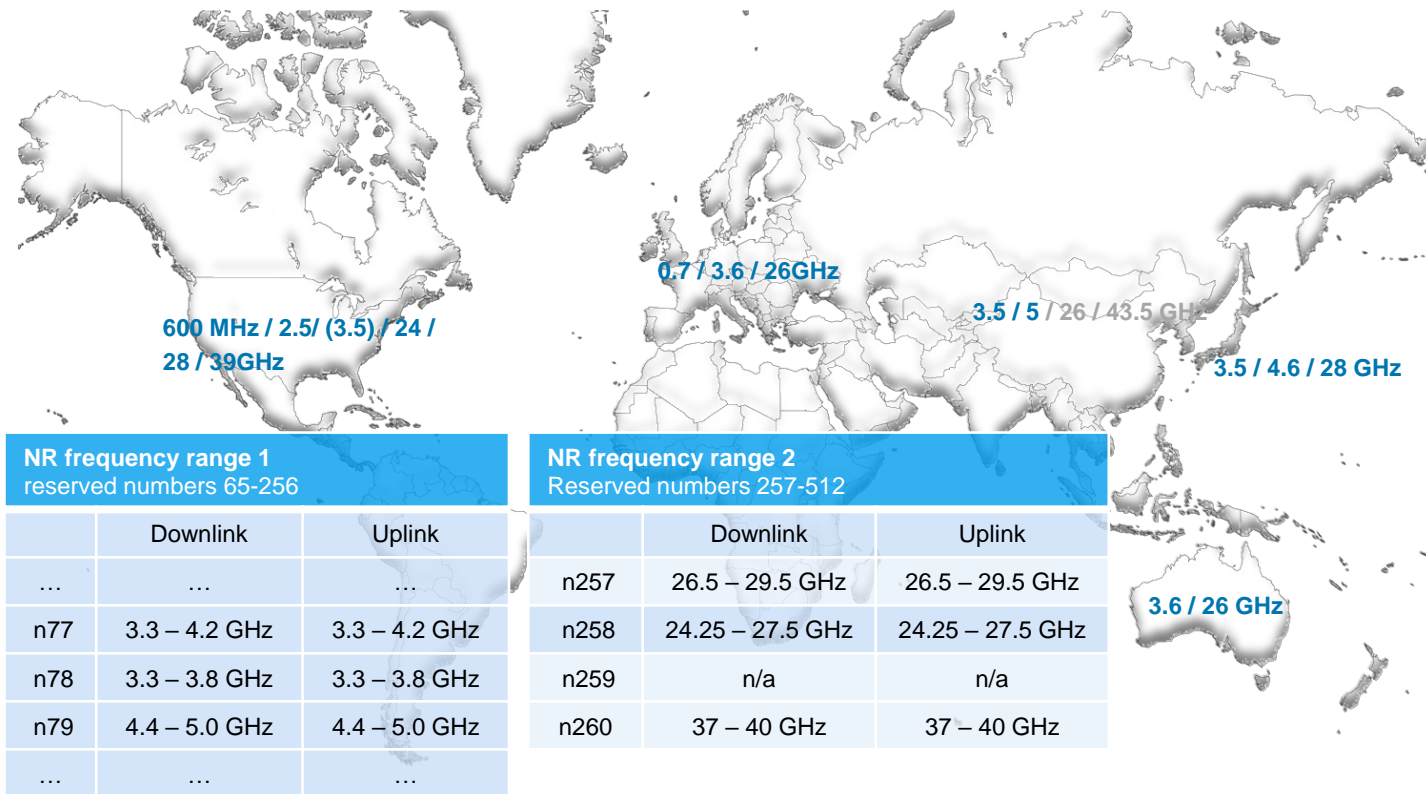 0.7 / 3.6 / 26GHz
3.5 / 5 / 26 / 43.5 GHz
600 MHz / 2.5/ (3.5) / 24 /
28 / 39GHz
3.5 / 4.6 / 28 GHz
3.6 / 26 GHz
NR frequency range 1
reserved numbers 65-256
Downlink Uplink
… … …
n77 3.3 – 4.2 GHz 3.3 – 4.2 GHz
n78 3.3 – 3.8 GHz 3.3 – 3.8 GHz
n79 4.4 – 5.0 GHz 4.4 – 5.0 GHz
… … …
NR frequency range 2
Reserved numbers 257-512
Downlink Uplink
n257 26.5 – 29.5 GHz 26.5 – 29.5 GHz
n258 24.25 – 27.5 GHz 24.25 – 27.5 GHz
n259 n/a n/a
n260 37 – 40 GHz 37 – 40 GHz